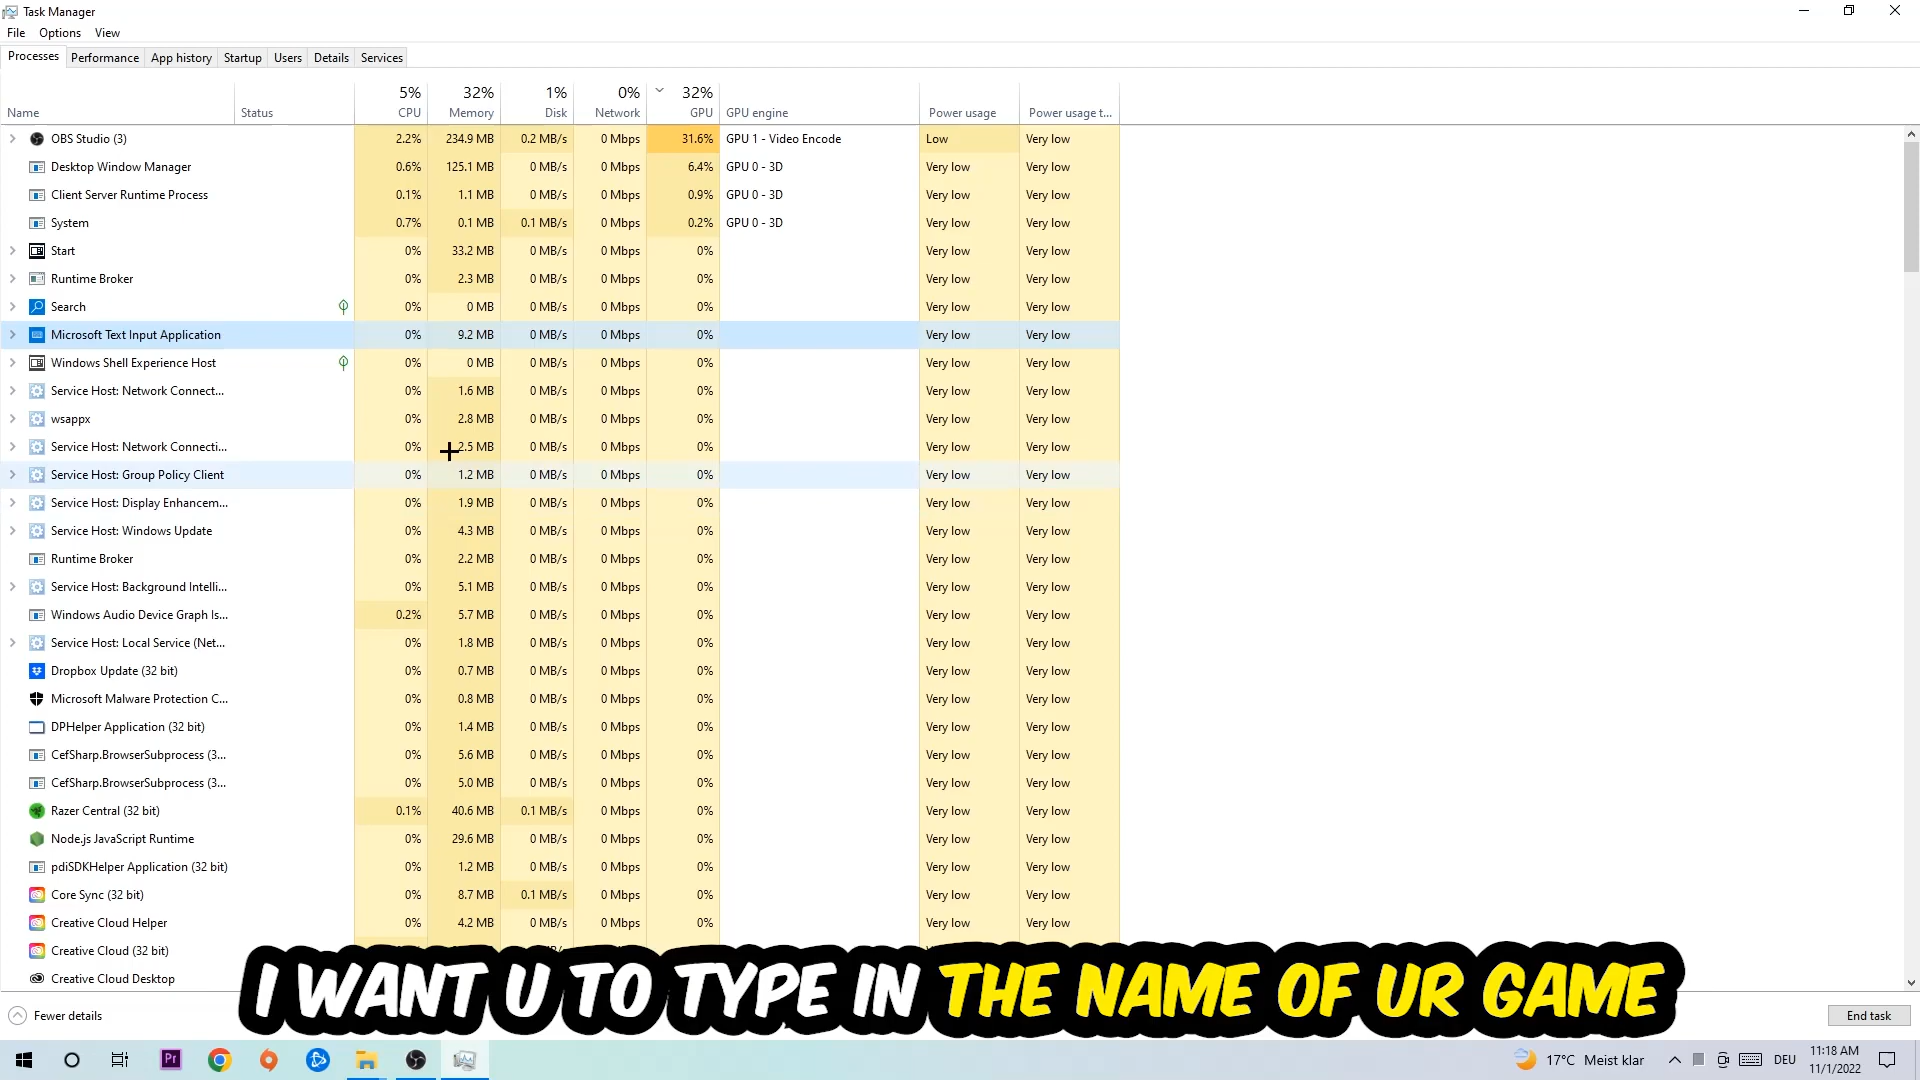 Task Manager
File Options View
Processes Performance App history Startup Users Details Services
5% 32% 1% 0% 32%
Name Status CPU Memory Disk Network GPU GPU engine Power usage Power usage t...
OBS Studio (3) 2.2% 234.9 MB 0.2 MB/s 0 Mbps 31.6% GPU 1 - Video Encode Low Very low
Desktop Window Manager 0.6% 125.1 MB 0 MB/s 0 Mbps 6.4% GPU 0 - 3D Very low Very low
Client Server Runtime Process 0.1% 1.1 MB 0 MB/s 0 Mbps 0.9% GPU 0 - 3D Very low Very low
System 0.7% 0.1 MB 0.1 MB/s 0 Mbps 0.2% GPU 0 - 3D Very low Very low
Start 0% 33.2 MB 0 MB/s 0 Mbps 0% Very low Very low
Runtime Broker 0% 2.3 MB 0 MB/s 0 Mbps 0% Very low Very low
Search 0% 0 MB 0 MB/s 0 Mbps 0% Very low Very low
Microsoft Text Input Application 0% 9.2 MB 0 MB/s 0 Mbps 0% Very low Very low
Windows Shell Experience Host 0% 0 MB 0 MB/s 0 Mbps 0% Very low Very low
Service Host: Network Connect... 0% 1.6 MB 0 MB/s 0 Mbps 0% Very low Very low
wsappx 0% 2.8 MB 0 MB/s 0 Mbps 0% Very low Very low
Service Host: Network Connecti... 0% 2.5 MB 0 MB/s 0 Mbps 0% Very low Very low
Service Host: Group Policy Client 0% 1.2 MB 0 MB/s 0 Mbps 0% Very low Very low
Service Host: Display Enhancem... 0% 1.9 MB 0 MB/s 0 Mbps 0% Very low Very low
Service Host: Windows Update 0% 4.3 MB 0 MB/s 0 Mbps 0% Very low Very low
Runtime Broker 0% 2.2 MB 0 MB/s 0 Mbps 0% Very low Very low
Service Host: Background Intelli... 0% 5.1 MB 0 MB/s 0 Mbps 0% Very low Very low
Windows Audio Device Graph Is... 0.2% 5.7 MB 0 MB/s 0 Mbps 0% Very low Very low
Service Host: Local Service (Net... 0% 1.8 MB 0 MB/s 0 Mbps 0% Very low Very low
Dropbox Update (32 bit) 0% 0.7 MB 0 MB/s 0 Mbps 0% Very low Very low
Microsoft Malware Protection C... 0% 0.8 MB 0 MB/s 0 Mbps 0% Very low Very low
DPHelper Application (32 bit) 0% 1.4 MB 0 MB/s 0 Mbps 0% Very low Very low
CefSharp.BrowserSubprocess (3... 0% 5.6 MB 0 MB/s 0 Mbps 0% Very low Very low
CefSharp.BrowserSubprocess (3... 0% 5.0 MB 0 MB/s 0 Mbps 0% Very low Very low
Razer Central (32 bit) 0.1% 40.6 MB 0.1 MB/s 0 Mbps 0% Very low Very low
Node.js JavaScript Runtime 0% 29.6 MB 0 MB/s 0 Mbps 0% Very low Very low
pdiSDKHelper Application (32 bit) 0% 1.2 MB 0 MB/s 0 Mbps 0% Very low Very low
Core Sync (32 bit) 0% 8.7 MB 0.1 MB/s 0 Mbps 0% Very low Very low
Creative Cloud Helper 0% 4.2 MB 0 MB/s 0 Mbps 0% Very low Very low
Creative Cloud (32 bit)
Creative Cloud Desktop
I WANT U TO TYPE IN THE NAME OF UR GAME
Fewer details End task
Pr 17°C Meist klar DEU 11:18 AM
11/1/2022